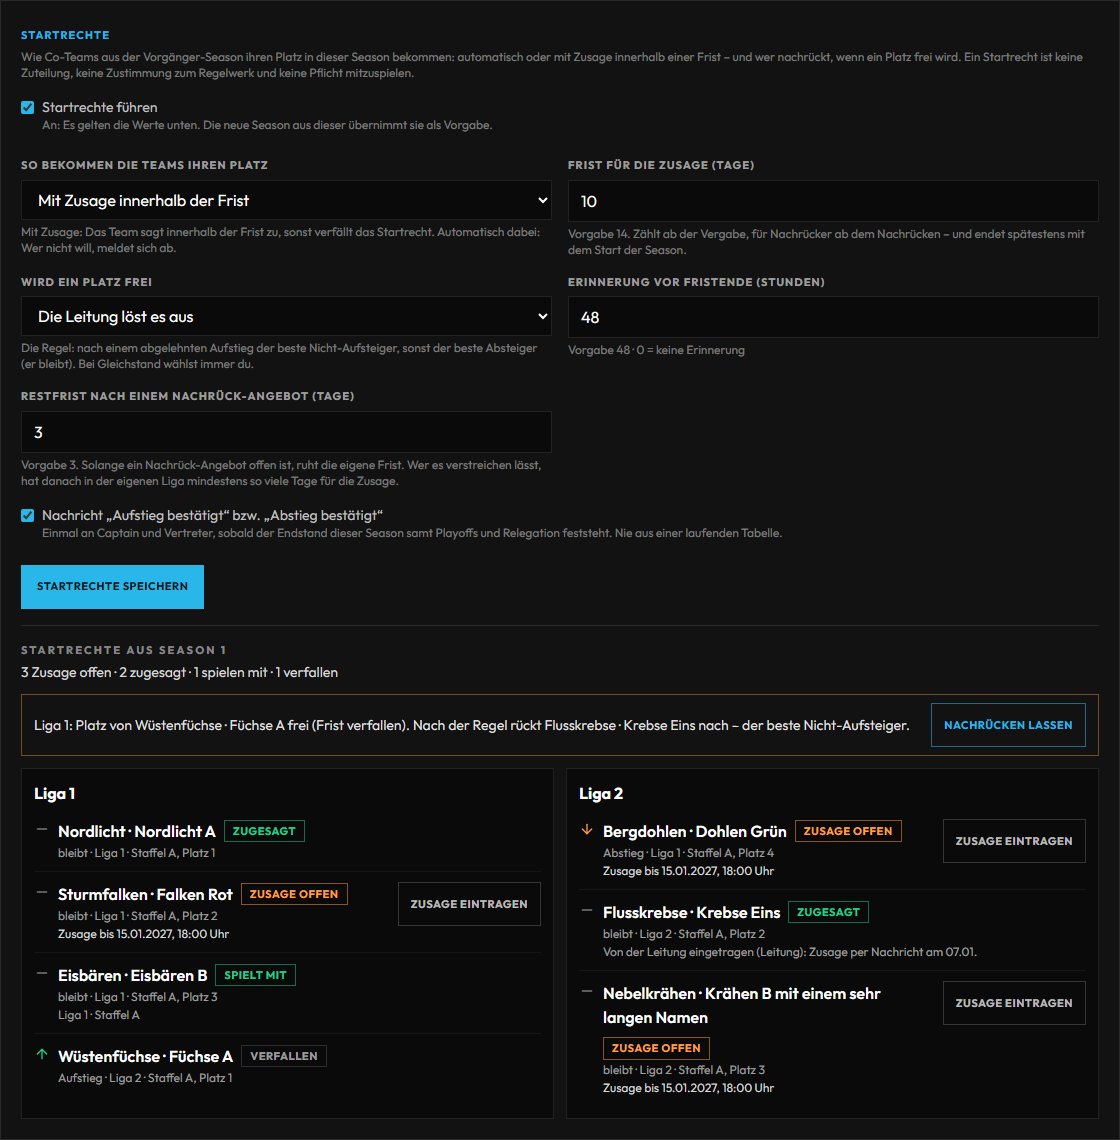 STARTRECHTE
Wie Co-Teams aus der Vorgänger-Season ihren Platz in dieser Season bekommen: automatisch oder mit Zusage innerhalb einer Frist – und wer nachrückt, wenn ein Platz frei wird. Ein Startrecht ist keine
Zuteilung, keine Zustimmung zum Regelwerk und keine Pflicht mitzuspielen.
Startrechte führen
An: Es gelten die Werte unten. Die neue Season aus dieser übernimmt sie als Vorgabe.
SO BEKOMMEN DIE TEAMS IHREN PLATZ
Mit Zusage innerhalb der Frist
Mit Zusage: Das Team sagt innerhalb der Frist zu, sonst verfällt das Startrecht. Automatisch dabei:
Wer nicht will, meldet sich ab.
FRIST FÜR DIE ZUSAGE (TAGE)
10
Vorgabe 14. Zählt ab der Vergabe, für Nachrücker ab dem Nachrücken – und endet spätestens mit
dem Start der Season.
WIRD EIN PLATZ FREI
Die Leitung löst es aus
Die Regel: nach einem abgelehnten Aufstieg der beste Nicht-Aufsteiger, sonst der beste Absteiger
(er bleibt). Bei Gleichstand wählst immer du.
ERINNERUNG VOR FRISTENDE (STUNDEN)
48
Vorgabe 48 · 0 = keine Erinnerung
RESTFRIST NACH EINEM NACHRÜCK-ANGEBOT (TAGE)
3
Vorgabe 3. Solange ein Nachrück-Angebot offen ist, ruht die eigene Frist. Wer es verstreichen lässt,
hat danach in der eigenen Liga mindestens so viele Tage für die Zusage.
Nachricht „Aufstieg bestätigt“ bzw. „Abstieg bestätigt“
Einmal an Captain und Vertreter, sobald der Endstand dieser Season samt Playoffs und Relegation feststeht. Nie aus einer laufenden Tabelle.
STARTRECHTE SPEICHERN
STARTRECHTE AUS SEASON 1
3 Zusage offen · 2 zugesagt · 1 spielen mit · 1 verfallen
Liga 1: Platz von Wüstenfüchse · Füchse A frei (Frist verfallen). Nach der Regel rückt Flusskrebse · Krebse Eins nach – der beste Nicht-Aufsteiger.
NACHRÜCKEN LASSEN
Liga 1
– Nordlicht · Nordlicht A ZUGESAGT
bleibt · Liga 1 · Staffel A, Platz 1
– Sturmfalken · Falken Rot ZUSAGE OFFEN
bleibt · Liga 1 · Staffel A, Platz 2
Zusage bis 15.01.2027, 18:00 Uhr
ZUSAGE EINTRAGEN
– Eisbären · Eisbären B SPIELT MIT
bleibt · Liga 1 · Staffel A, Platz 3
Liga 1 · Staffel A
↑ Wüstenfüchse · Füchse A VERFALLEN
Aufstieg · Liga 2 · Staffel A, Platz 1
Liga 2
↓ Bergdohlen · Dohlen Grün ZUSAGE OFFEN
Abstieg · Liga 1 · Staffel A, Platz 4
Zusage bis 15.01.2027, 18:00 Uhr
ZUSAGE EINTRAGEN
– Flusskrebse · Krebse Eins ZUGESAGT
bleibt · Liga 2 · Staffel A, Platz 2
Von der Leitung eingetragen (Leitung): Zusage per Nachricht am 07.01.
– Nebelkrähen · Krähen B mit einem sehr
langen Namen
ZUSAGE OFFEN
bleibt · Liga 2 · Staffel A, Platz 3
Zusage bis 15.01.2027, 18:00 Uhr
ZUSAGE EINTRAGEN